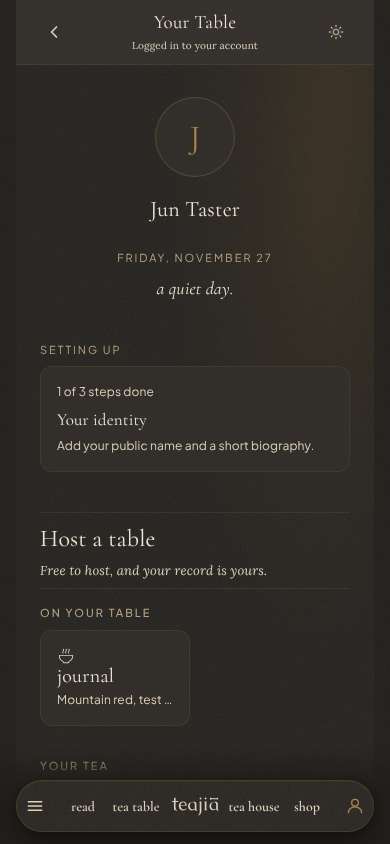 Your Table
Logged in to your account
J
Jun Taster
FRIDAY, NOVEMBER 27
a quiet day.
SETTING UP
1 of 3 steps done
Your identity
Add your public name and a short biography.
Host a table
Free to host, and your record is yours.
ON YOUR TABLE
journal
Mountain red, test ...
YOUR TEA
read tea table teajiā tea house shop